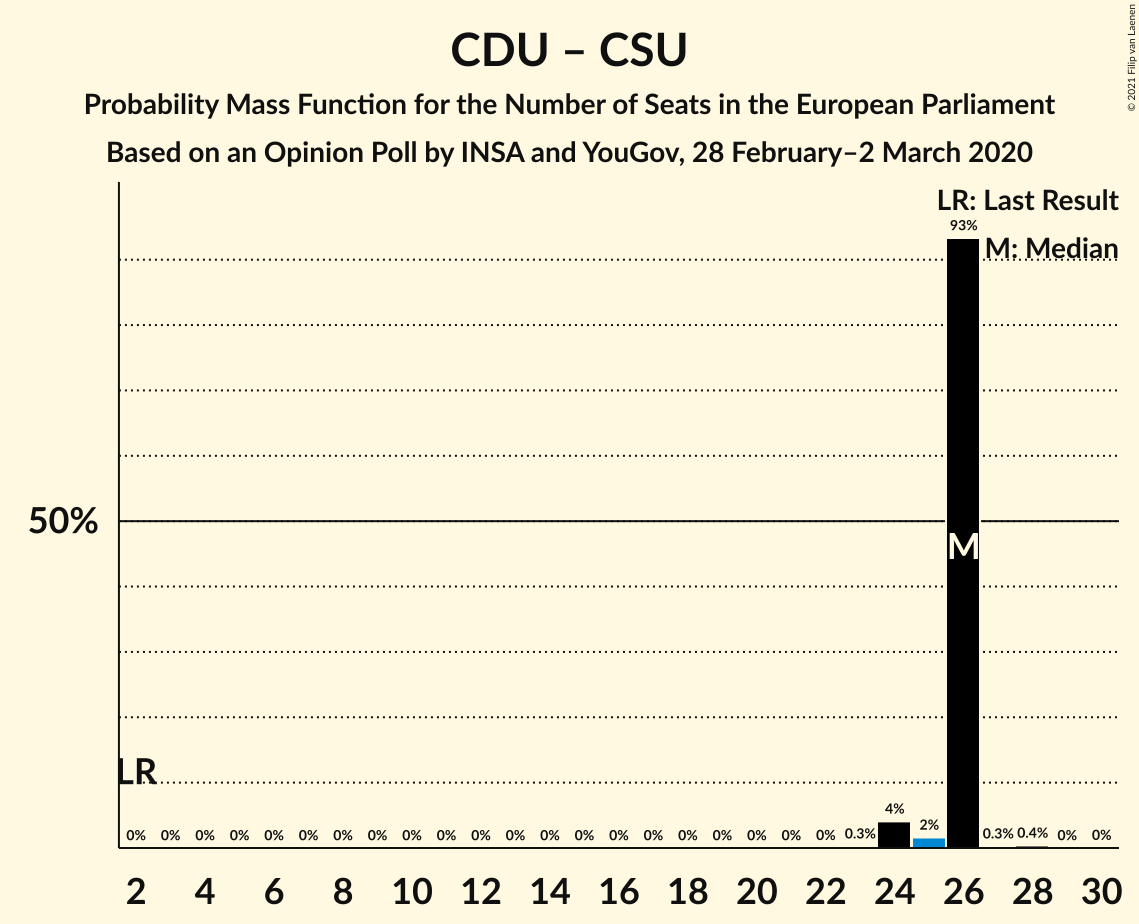 © 2021 Filip van Laenen
CDU – CSU
Probability Mass Function for the Number of Seats in the European Parliament
Based on an Opinion Poll by INSA and YouGov, 28 February–2 March 2020
LR: Last Result
93%
M: Median
50%
M
LR
4%
2%
0% 0% 0% 0% 0% 0% 0% 0% 0% 0% 0% 0% 0% 0% 0% 0% 0% 0% 0% 0% 0% 0.3% 0.3% 0.4% 0% 0%
2 4 6 8 10 12 14 16 18 20 22 24 26 28 30